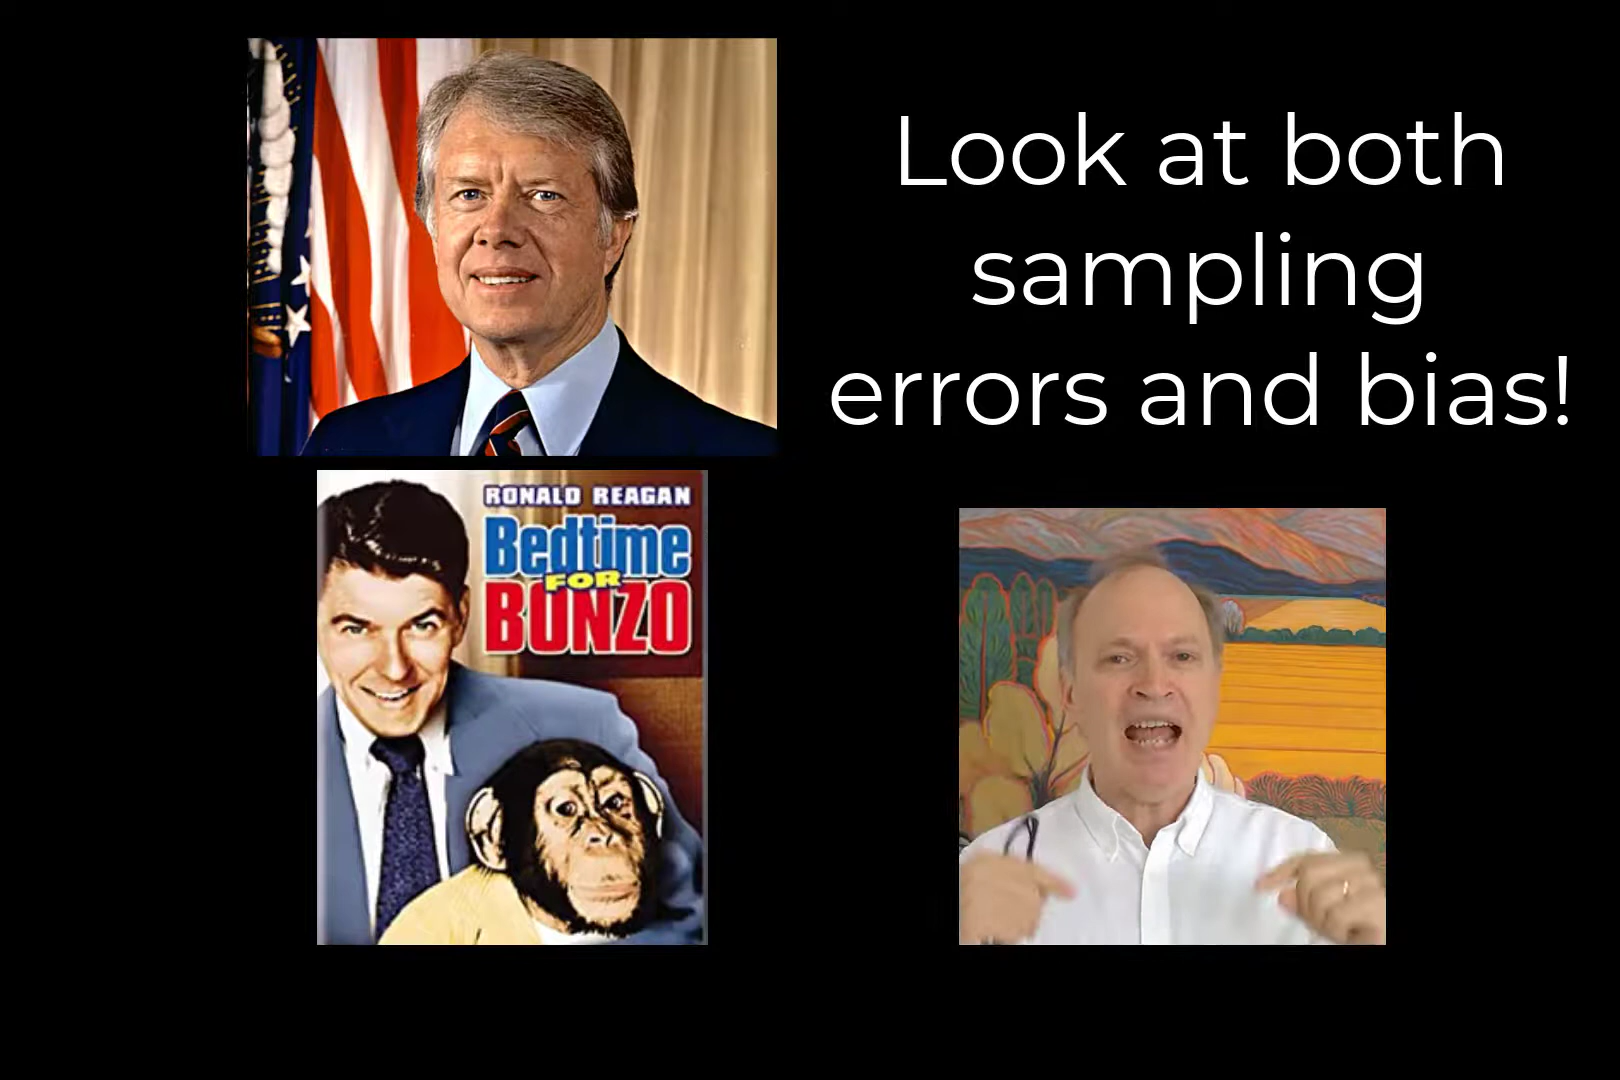 Look at both
sampling
errors and bias!
RONALD REAGAN
Bedtime
FOR
BONZO